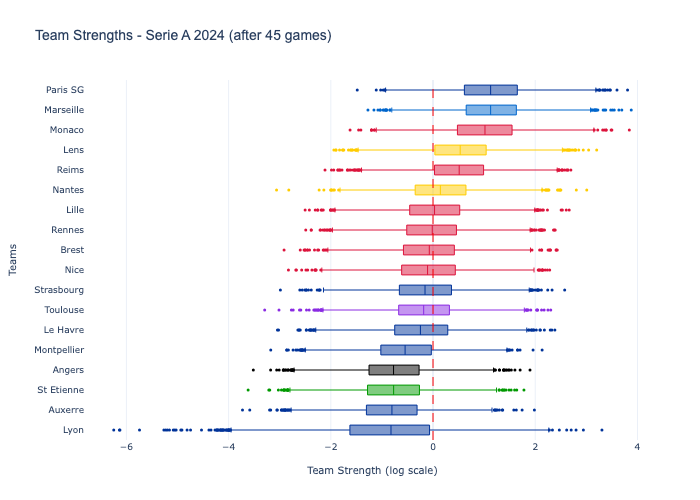 Team Strengths - Serie A 2024 (after 45 games)
Paris SG
Marseille
Monaco
Lens
Reims
Nantes
Lille
Rennes
Brest
Nice
Strasbourg
Toulouse
Le Havre
Montpellier
Angers
St Etienne
Auxerre
Lyon
Teams
−6 −4 −2 0 2 4
Team Strength (log scale)